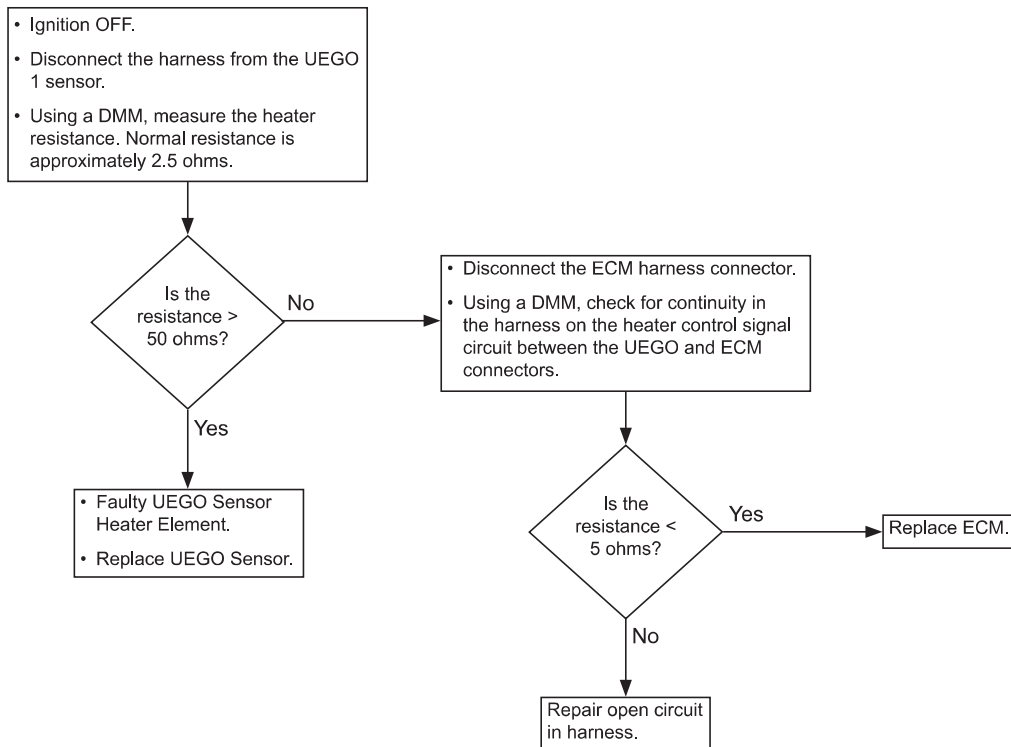 • Ignition OFF.
• Disconnect the harness from the UEGO
1 sensor.
• Using a DMM, measure the heater
resistance. Normal resistance is
approximately 2.5 ohms.
Is the
resistance >
50 ohms?
No
Yes
• Faulty UEGO Sensor
Heater Element.
• Replace UEGO Sensor.
• Disconnect the ECM harness connector.
• Using a DMM, check for continuity in
the harness on the heater control signal
circuit between the UEGO and ECM
connectors.
Is the
resistance <
5 ohms?
Yes
Replace ECM.
No
Repair open circuit
in harness.